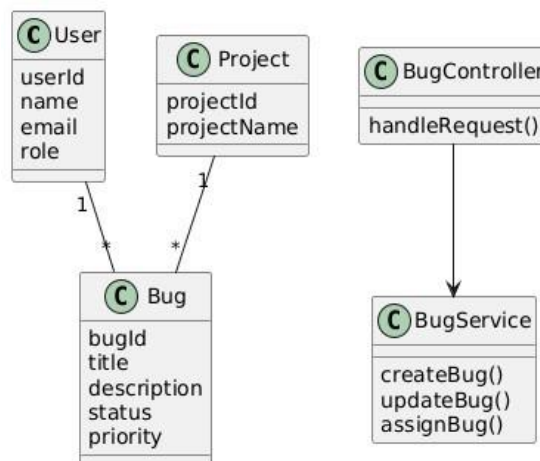 C User
userId
name
email
role
C Project
projectId
projectName
C BugController
handleRequest()
1
1
*
*
C Bug
bugId
title
description
status
priority
C BugService
createBug()
updateBug()
assignBug()